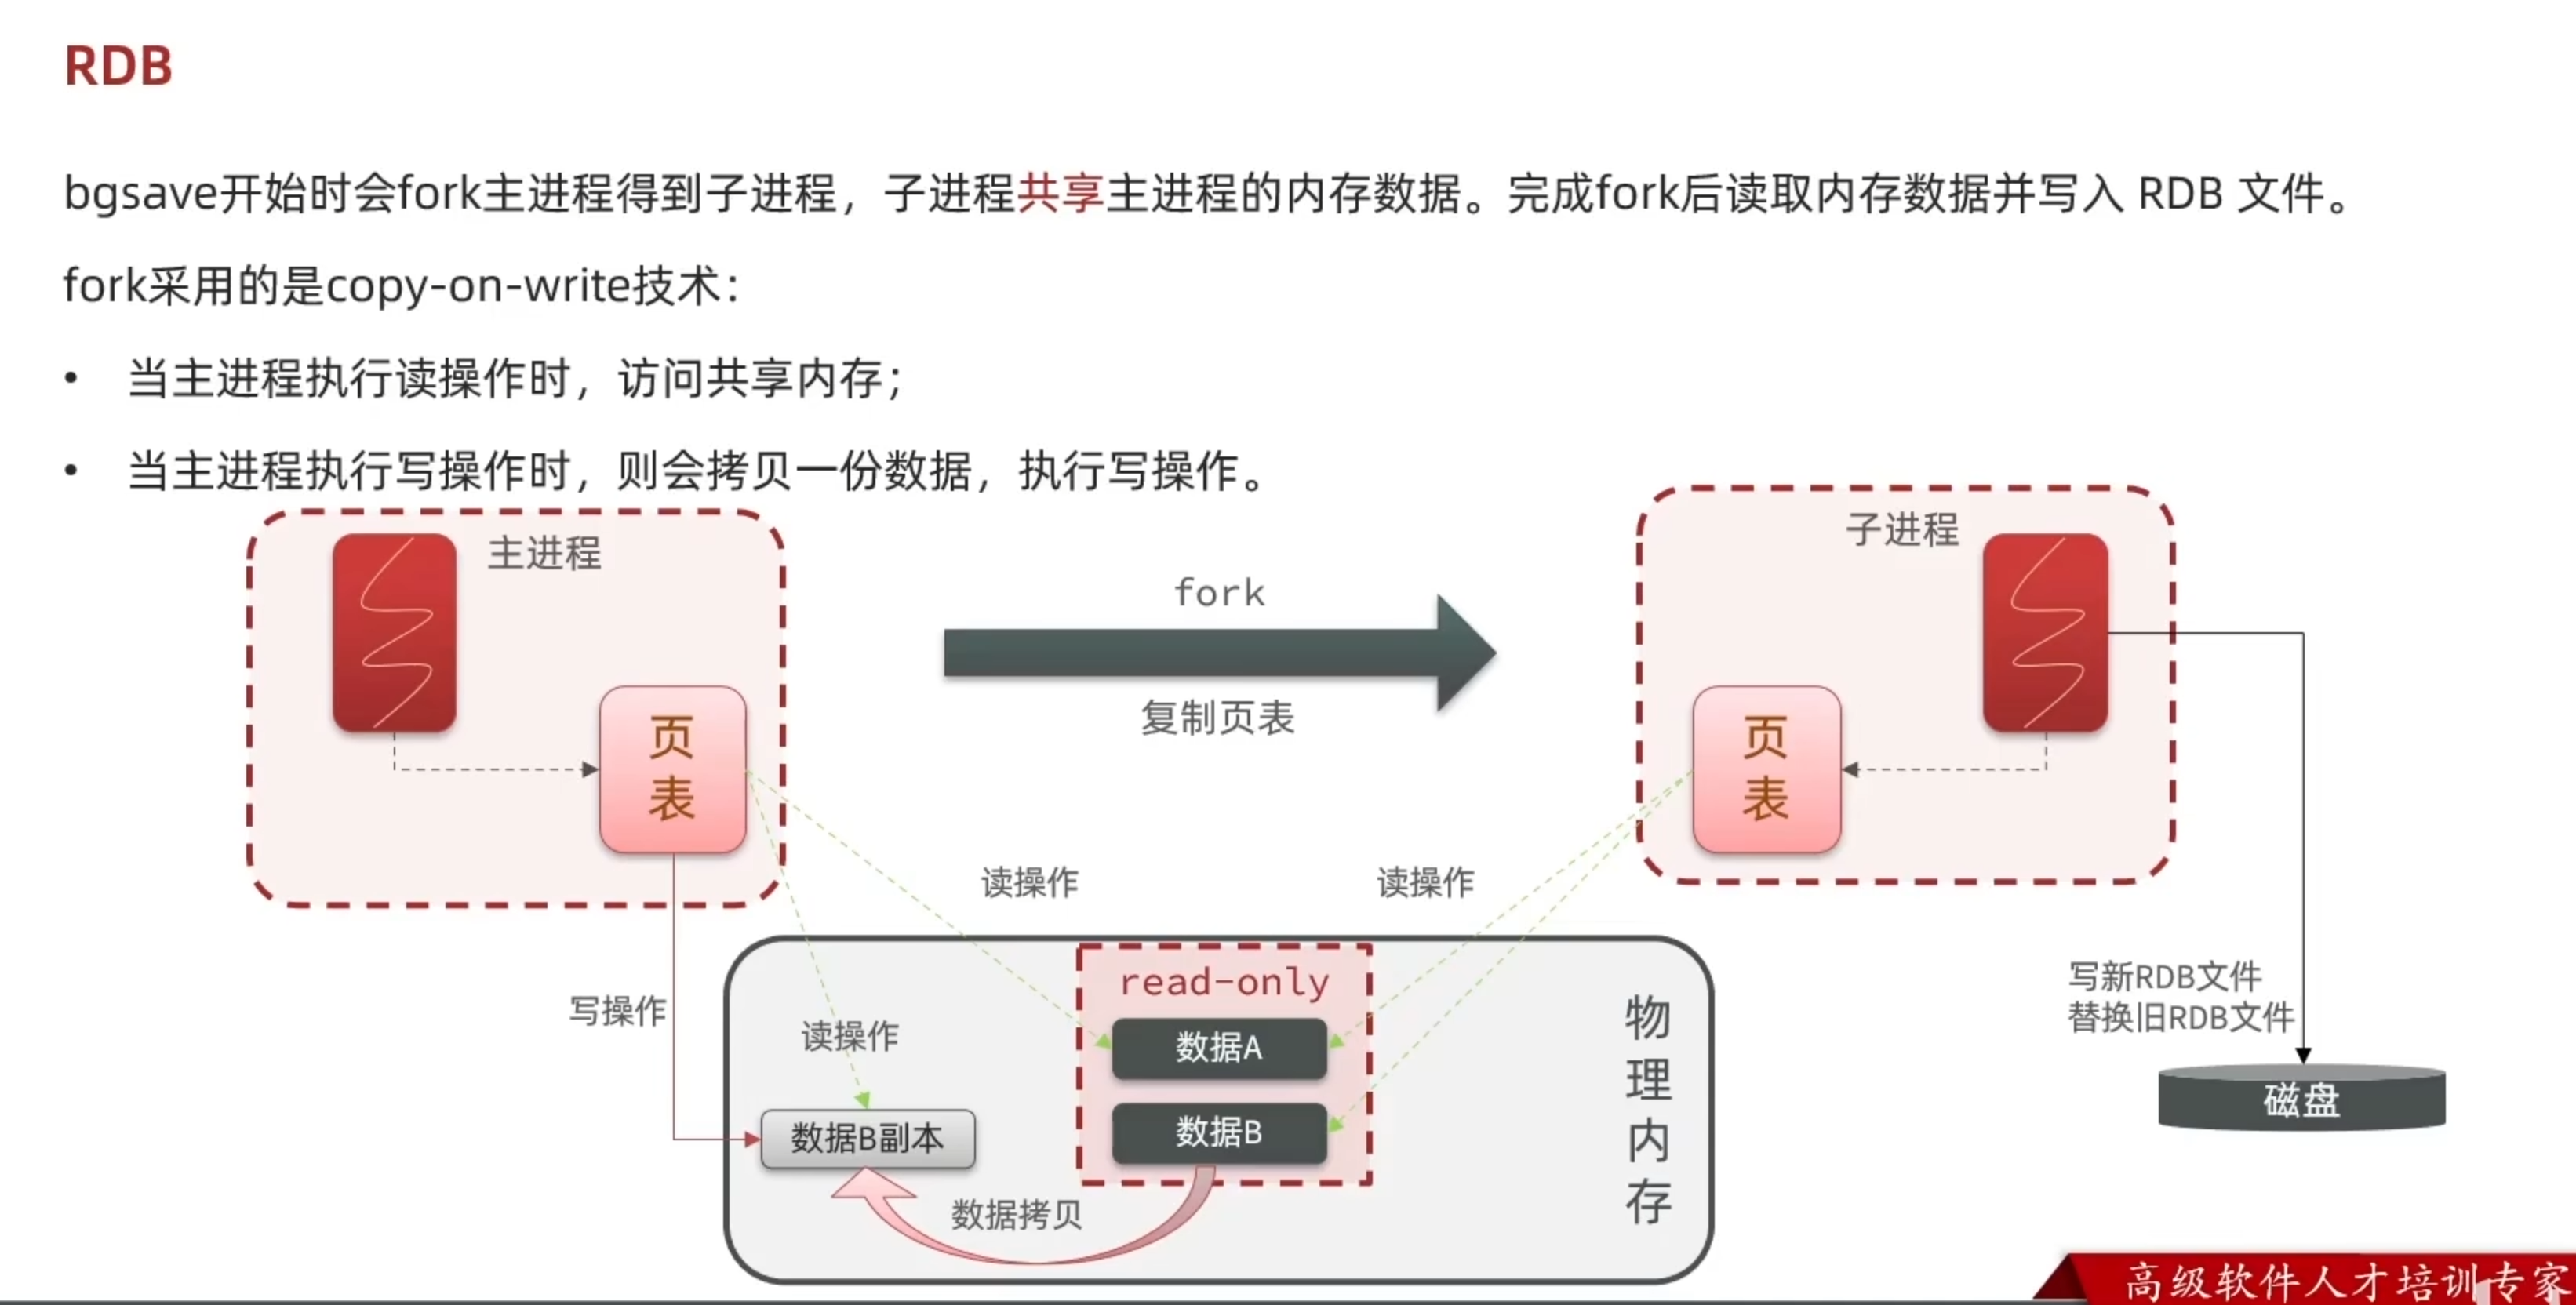 RDB
bgsave开始时会fork主进程得到子进程，子进程共享主进程的内存数据。完成fork后读取内存数据并写入 RDB 文件。
fork采用的是copy-on-write技术：
• 当主进程执行读操作时，访问共享内存；
• 当主进程执行写操作时，则会拷贝一份数据，执行写操作。
主进程
页表
fork
复制页表
子进程
页表
读操作
读操作
写操作
读操作
read-only
数据A
数据B
数据B副本
数据拷贝
物理内存
写新RDB文件
替换旧RDB文件
磁盘
高级软件人才培训专家